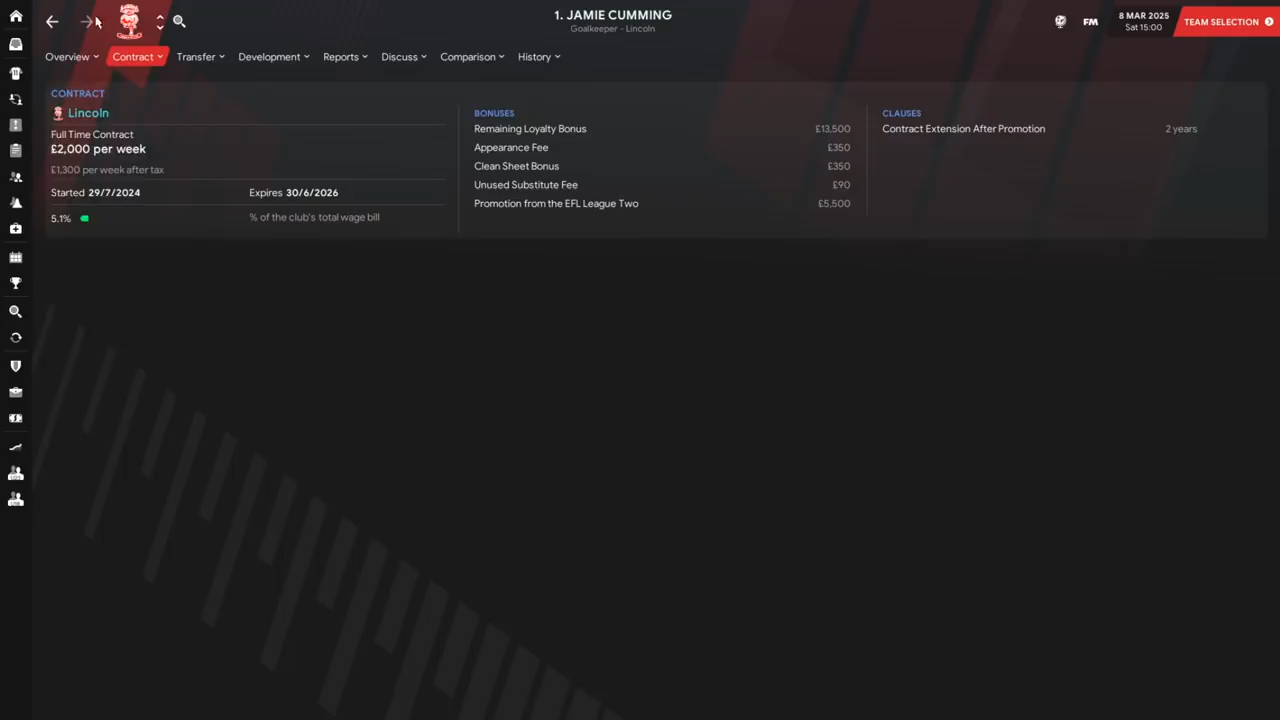 1. JAMIE CUMMING
Goalkeeper - Lincoln
FM
8 MAR 2025
Sat 15:00
TEAM SELECTION
Overview
Contract
Transfer
Development
Reports
Discuss
Comparison
History
CONTRACT
Lincoln
Full Time Contract
£2,000 per week
£1,300 per week after tax
Started 29/7/2024 Expires 30/6/2026
5.1% % of the club's total wage bill
BONUSES
Remaining Loyalty Bonus £13,500
Appearance Fee £350
Clean Sheet Bonus £350
Unused Substitute Fee £90
Promotion from the EFL League Two £5,500
CLAUSES
Contract Extension After Promotion 2 years